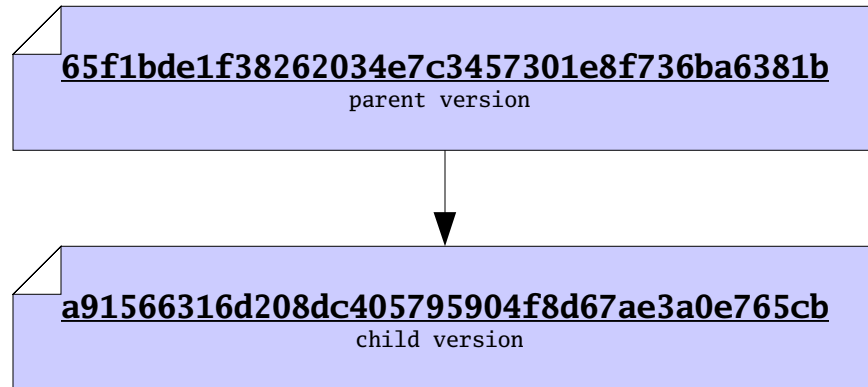 65f1bde1f38262034e7c3457301e8f736ba6381b
parent version
a91566316d208dc405795904f8d67ae3a0e765cb
child version